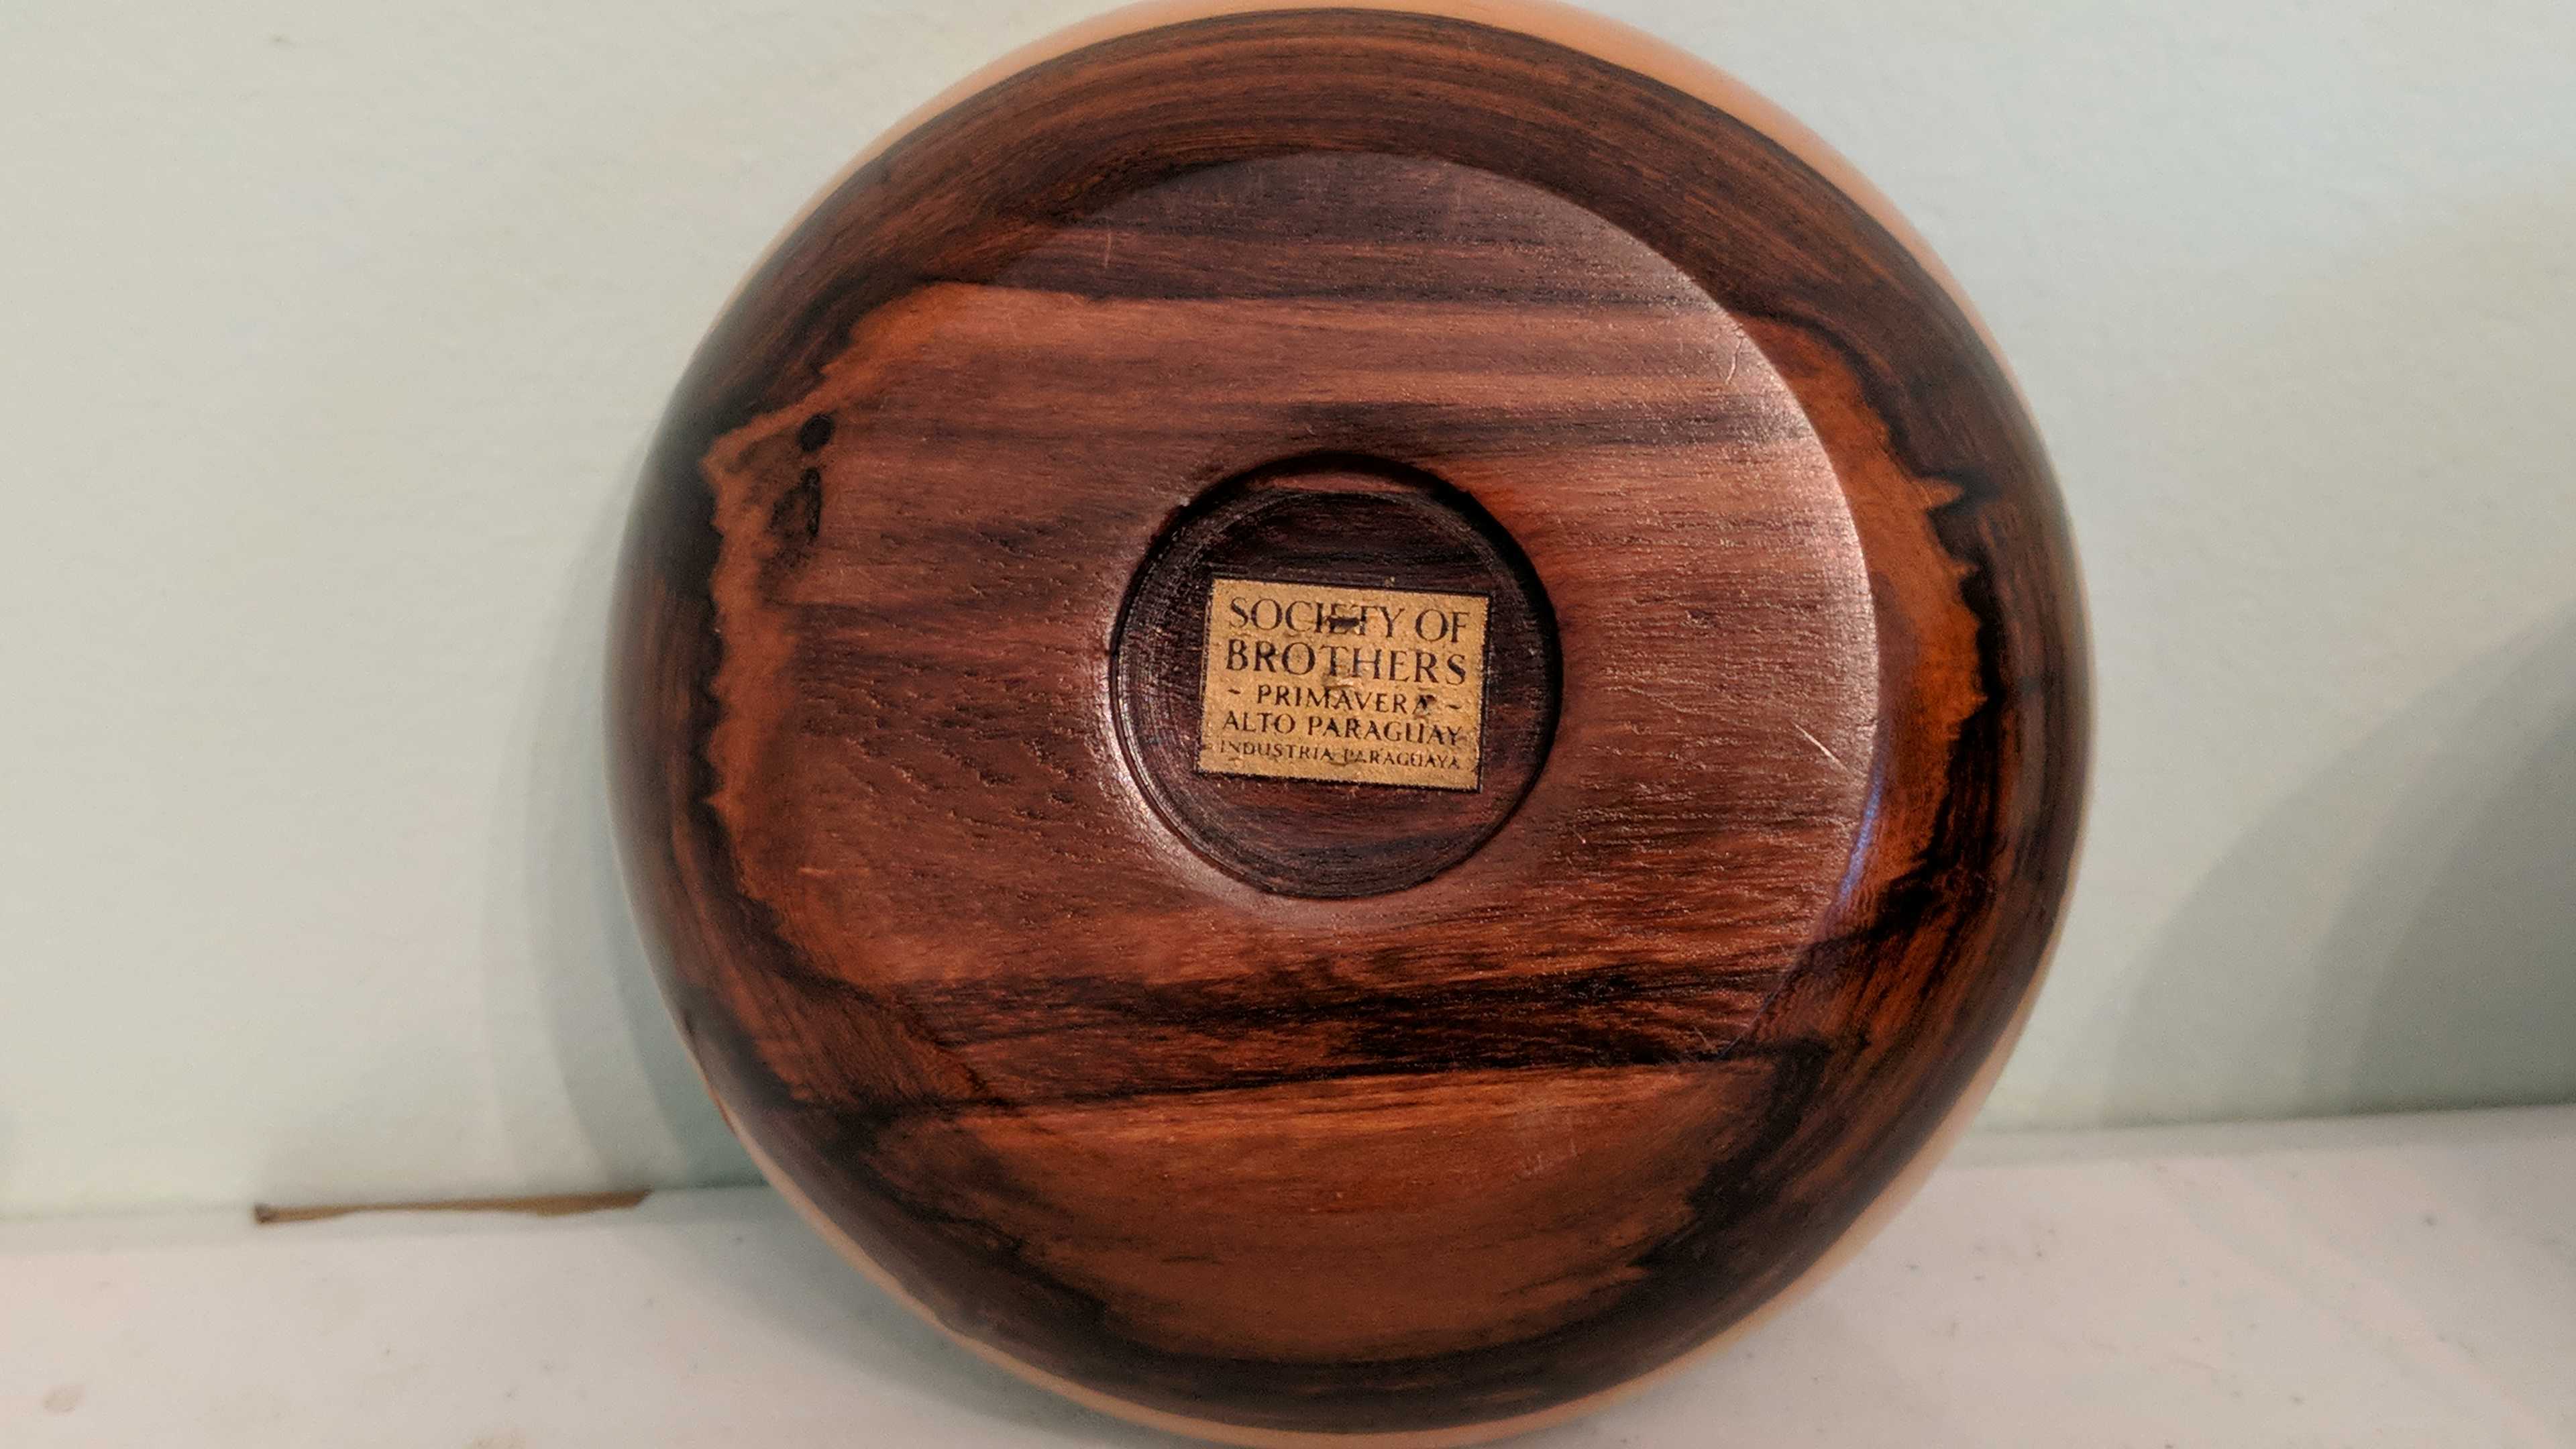 SOCIETY OF
BROTHERS
~ PRIMAVERA ~
ALTO PARAGUAY
INDUSTRIA PARAGUAYA